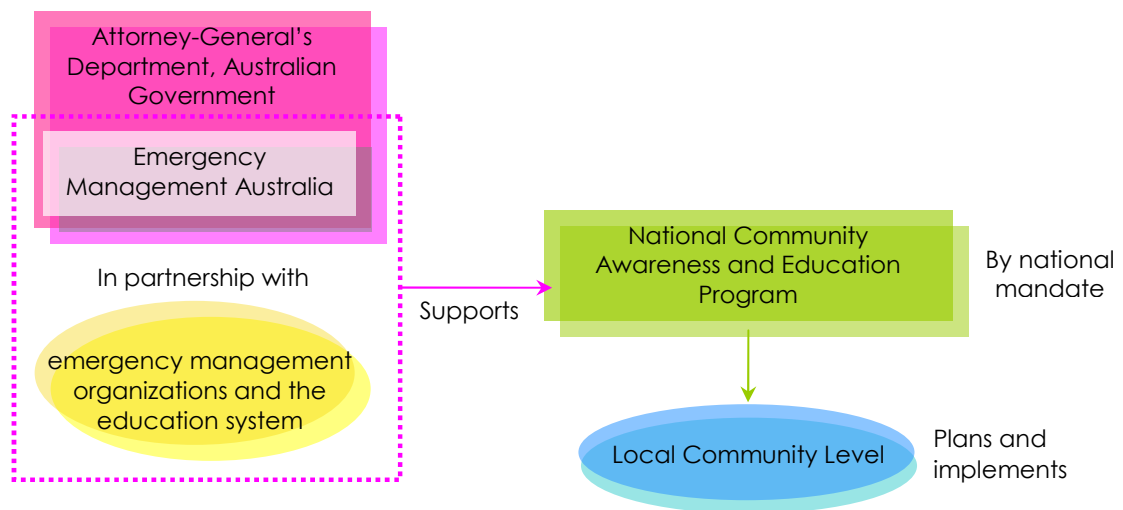 Attorney-General’s
Department, Australian
Government
Emergency
Management Australia
In partnership with
emergency management
organizations and the
education system
Supports
National Community
Awareness and Education
Program
By national
mandate
Local Community Level
Plans and
implements